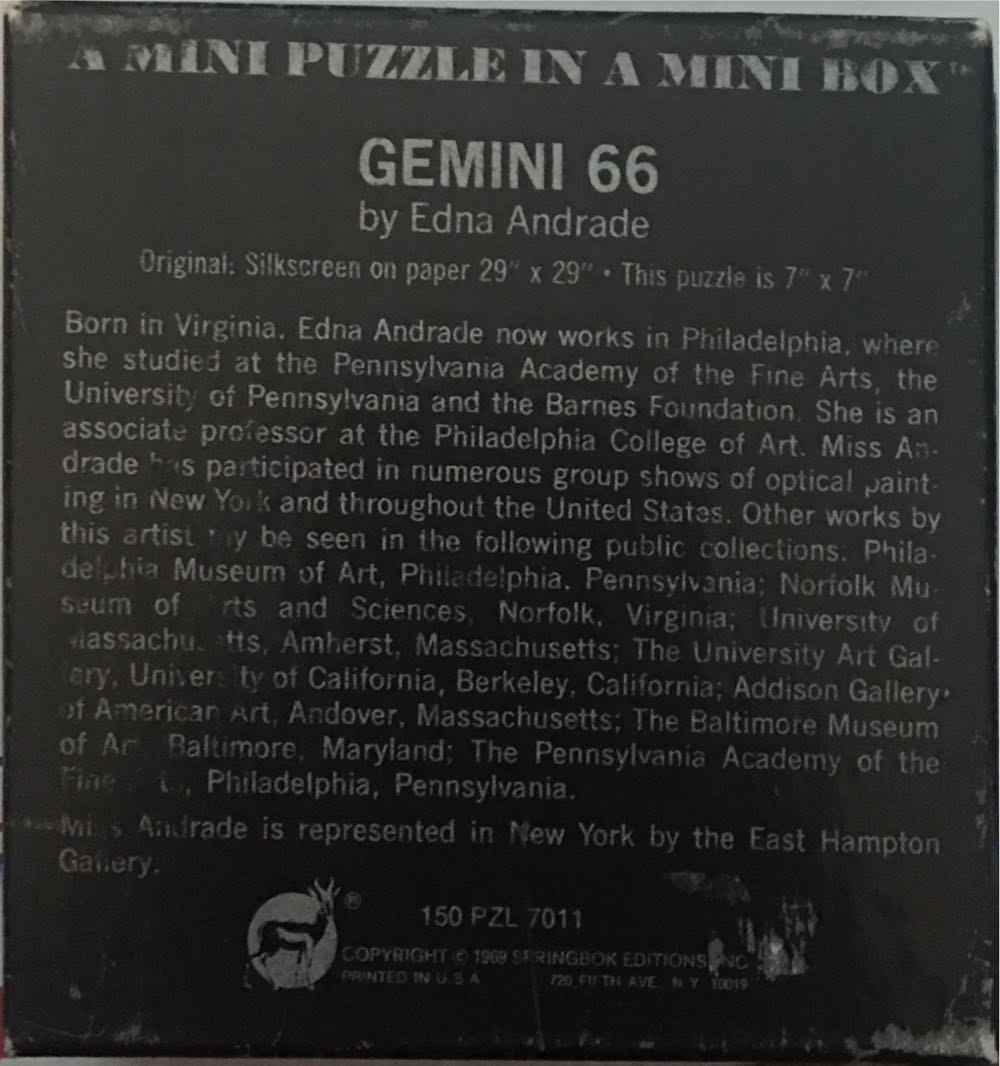 A MINI PUZZLE IN A MINI BOX™
GEMINI 66
by Edna Andrade
Original: Silkscreen on paper 29" x 29" • This puzzle is 7" x 7"
Born in Virginia, Edna Andrade now works in Philadelphia, where
she studied at the Pennsylvania Academy of the Fine Arts, the
University of Pennsylvania and the Barnes Foundation. She is an
associate professor at the Philadelphia College of Art. Miss An-
drade has participated in numerous group shows of optical paint-
ing in New York and throughout the United States. Other works by
this artist may be seen in the following public collections: Phila-
delphia Museum of Art, Philadelphia, Pennsylvania; Norfolk Mu-
seum of Arts and Sciences, Norfolk, Virginia; University of
Massachusetts, Amherst, Massachusetts; The University Art Gal-
lery, University of California, Berkeley, California; Addison Gallery
of American Art, Andover, Massachusetts; The Baltimore Museum
of Art, Baltimore, Maryland; The Pennsylvania Academy of the
Fine Arts, Philadelphia, Pennsylvania.
Miss Andrade is represented in New York by the East Hampton
Gallery.
®
150 PZL 7011
COPYRIGHT © 1969 SPRINGBOK EDITIONS, INC
PRINTED IN U.S.A 720 FIFTH AVE., N.Y. 10019